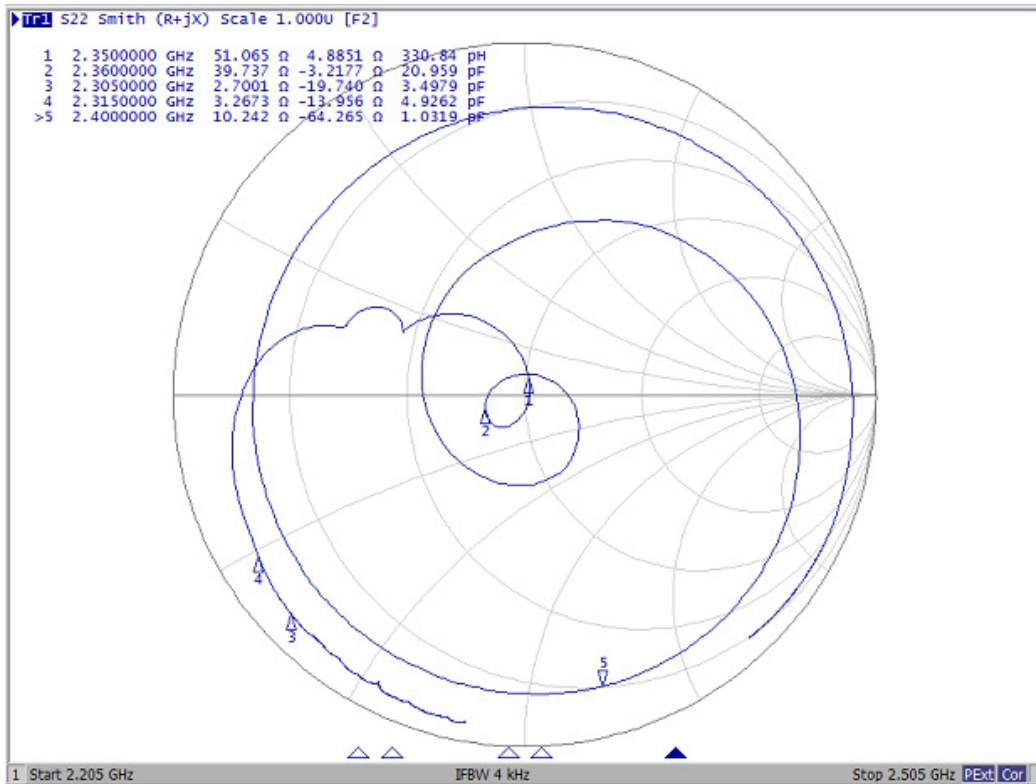 Tr1 S22 Smith (R+jX) Scale 1.000U [F2]
1 2.3500000 GHz 51.065 Ω 4.8851 Ω 330.84 pH
2 2.3600000 GHz 39.737 Ω -3.2177 Ω 20.959 pF
3 2.3050000 GHz 2.7001 Ω -19.740 Ω 3.4979 pF
4 2.3150000 GHz 3.2673 Ω -13.956 Ω 4.9262 pF
>5 2.4000000 GHz 10.242 Ω -64.265 Ω 1.0319 pF
1
2
4
3
5
1 Start 2.205 GHz IFBW 4 kHz Stop 2.505 GHz PExt Cor